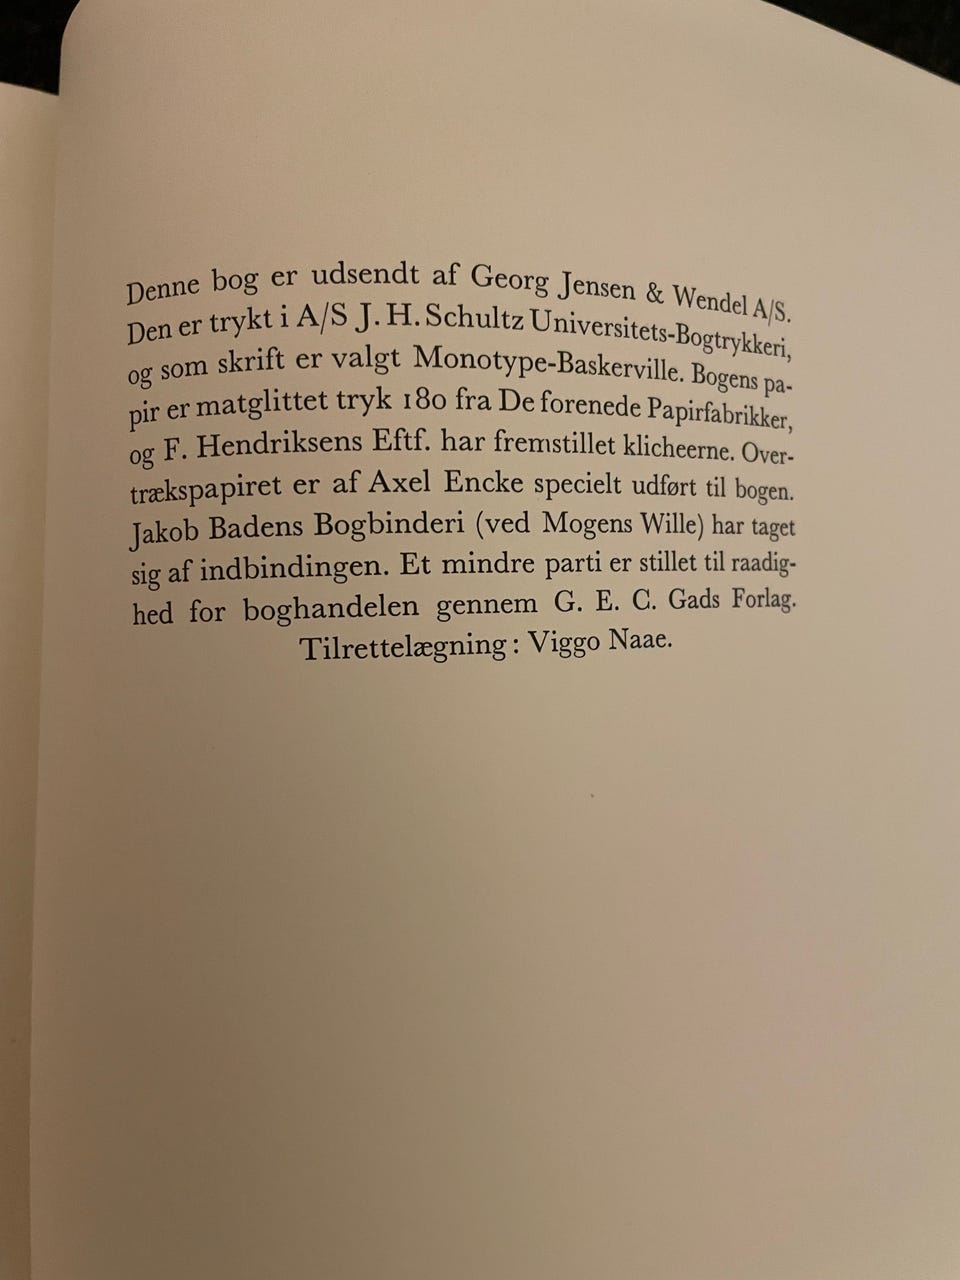 Denne bog er udsendt af Georg Jensen & Wendel A/S.
Den er trykt i A/S J. H. Schultz Universitets-Bogtrykkeri,
og som skrift er valgt Monotype-Baskerville. Bogens pa-
pir er matglittet tryk 180 fra De forenede Papirfabrikker,
og F. Hendriksens Eftf. har fremstillet klicheerne. Over-
trækspapiret er af Axel Encke specielt udført til bogen.
Jakob Badens Bogbinderi (ved Mogens Wille) har taget
sig af indbindingen. Et mindre parti er stillet til raadig-
hed for boghandelen gennem G. E. C. Gads Forlag.
Tilrettelægning: Viggo Naae.